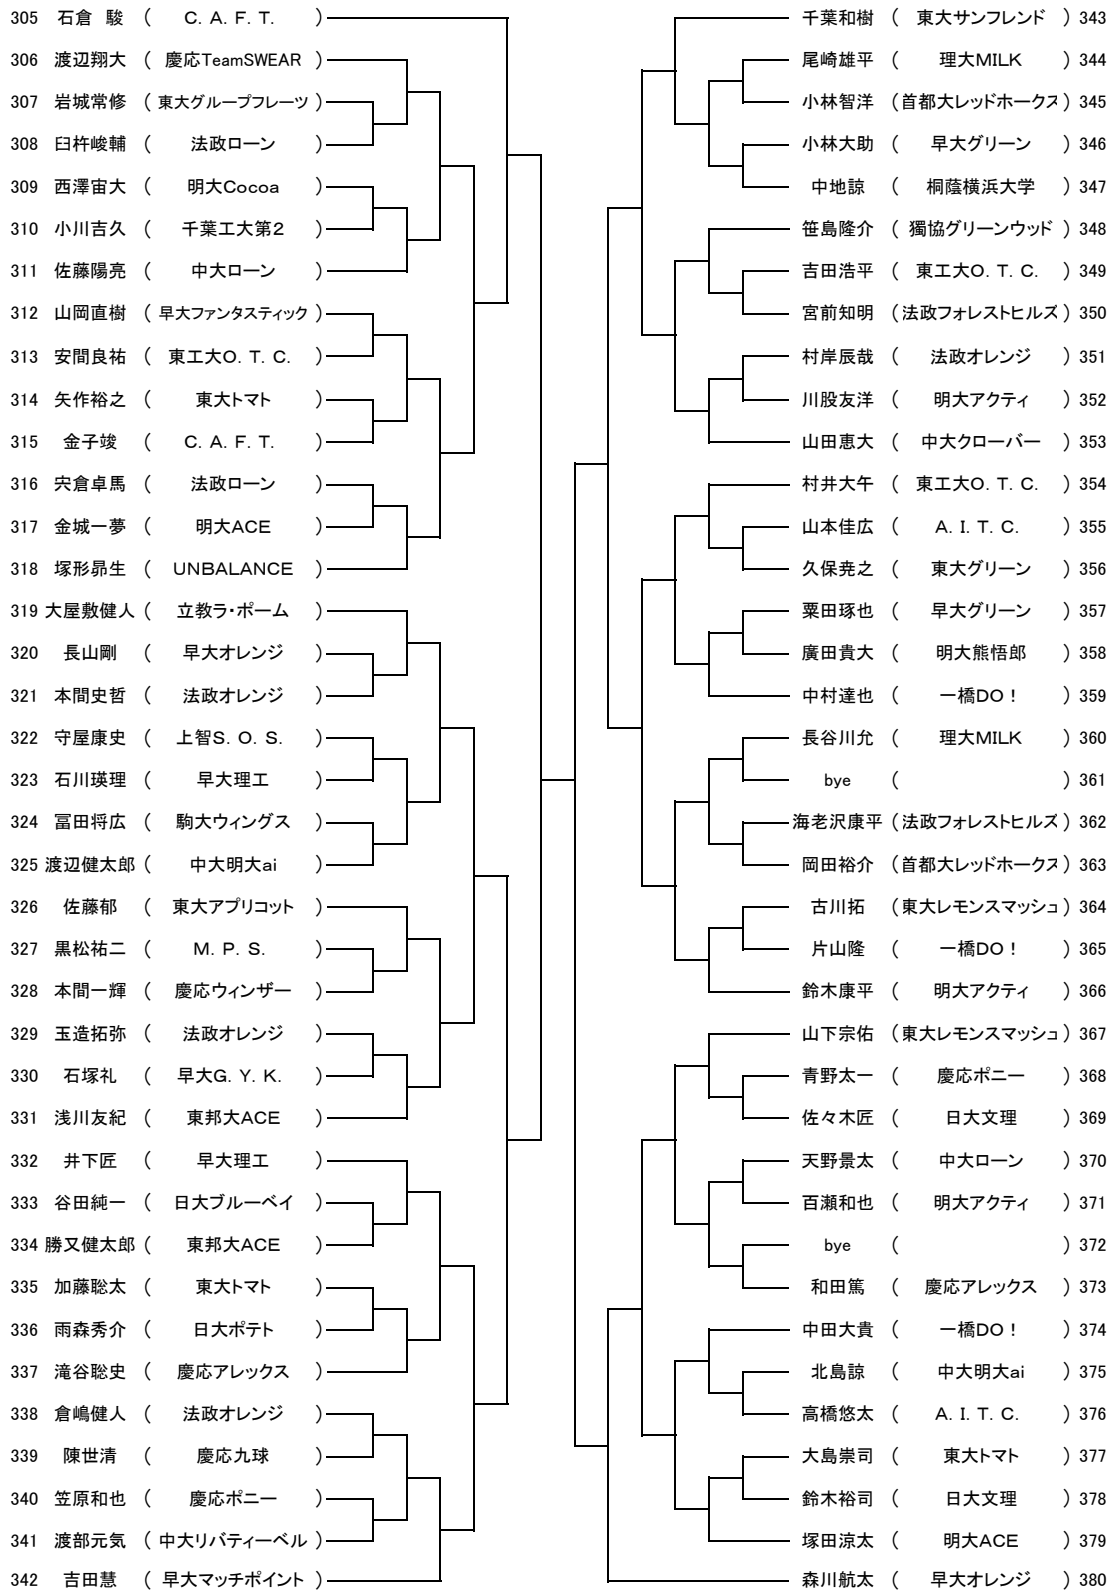 305 石倉 駿 ( C. A. F. T. )
306 渡辺翔大 ( 慶応TeamSWEAR )
307 岩城常修 ( 東大グループフレーツ )
308 臼杵峻輔 ( 法政ローン )
309 西澤宙大 ( 明大Cocoa )
310 小川吉久 ( 千葉工大第2 )
311 佐藤陽亮 ( 中大ローン )
312 山岡直樹 ( 早大ファンタスティック )
313 安間良祐 ( 東工大O. T. C. )
314 矢作裕之 ( 東大トマト )
315 金子竣 ( C. A. F. T. )
316 宍倉卓馬 ( 法政ローン )
317 金城一夢 ( 明大ACE )
318 塚形昴生 ( UNBALANCE )
319 大屋敷健人 ( 立教ラ・ポーム )
320 長山剛 ( 早大オレンジ )
321 本間史哲 ( 法政オレンジ )
322 守屋康史 ( 上智S. O. S. )
323 石川瑛理 ( 早大理工 )
324 冨田将広 ( 駒大ウィングス )
325 渡辺健太郎 ( 中大明大ai )
326 佐藤郁 ( 東大アプリコット )
327 黒松祐二 ( M. P. S. )
328 本間一輝 ( 慶応ウィンザー )
329 玉造拓弥 ( 法政オレンジ )
330 石塚礼 ( 早大G. Y. K. )
331 浅川友紀 ( 東邦大ACE )
332 井下匠 ( 早大理工 )
333 谷田純一 ( 日大ブルーベイ )
334 勝又健太郎 ( 東邦大ACE )
335 加藤聡太 ( 東大トマト )
336 雨森秀介 ( 日大ポテト )
337 滝谷聡史 ( 慶応アレックス )
338 倉嶋健人 ( 法政オレンジ )
339 陳世清 ( 慶応九球 )
340 笠原和也 ( 慶応ポニー )
341 渡部元気 ( 中大リバティーベル )
342 吉田慧 ( 早大マッチポイント )
千葉和樹 ( 東大サンフレンド ) 343
尾崎雄平 ( 理大MILK ) 344
小林智洋 ( 首都大レッドホークス ) 345
小林大助 ( 早大グリーン ) 346
中地諒 ( 桐蔭横浜大学 ) 347
笹島隆介 ( 獨協グリーンウッド ) 348
吉田浩平 ( 東工大O. T. C. ) 349
宮前知明 ( 法政フォレストヒルズ ) 350
村岸辰哉 ( 法政オレンジ ) 351
川股友洋 ( 明大アクティ ) 352
山田恵大 ( 中大クローバー ) 353
村井大午 ( 東工大O. T. C. ) 354
山本佳広 ( A. I. T. C. ) 355
久保尭之 ( 東大グリーン ) 356
粟田琢也 ( 早大グリーン ) 357
廣田貴大 ( 明大熊悟郎 ) 358
中村達也 ( 一橋DO！ ) 359
長谷川允 ( 理大MILK ) 360
bye ( ) 361
海老沢康平 ( 法政フォレストヒルズ ) 362
岡田裕介 ( 首都大レッドホークス ) 363
古川拓 ( 東大レモンスマッシュ ) 364
片山隆 ( 一橋DO！ ) 365
鈴木康平 ( 明大アクティ ) 366
山下宗佑 ( 東大レモンスマッシュ ) 367
青野太一 ( 慶応ポニー ) 368
佐々木匠 ( 日大文理 ) 369
天野景太 ( 中大ローン ) 370
百瀬和也 ( 明大アクティ ) 371
bye ( ) 372
和田篤 ( 慶応アレックス ) 373
中田大貴 ( 一橋DO！ ) 374
北島諒 ( 中大明大ai ) 375
高橋悠太 ( A. I. T. C. ) 376
大島崇司 ( 東大トマト ) 377
鈴木裕司 ( 日大文理 ) 378
塚田涼太 ( 明大ACE ) 379
森川航太 ( 早大オレンジ ) 380